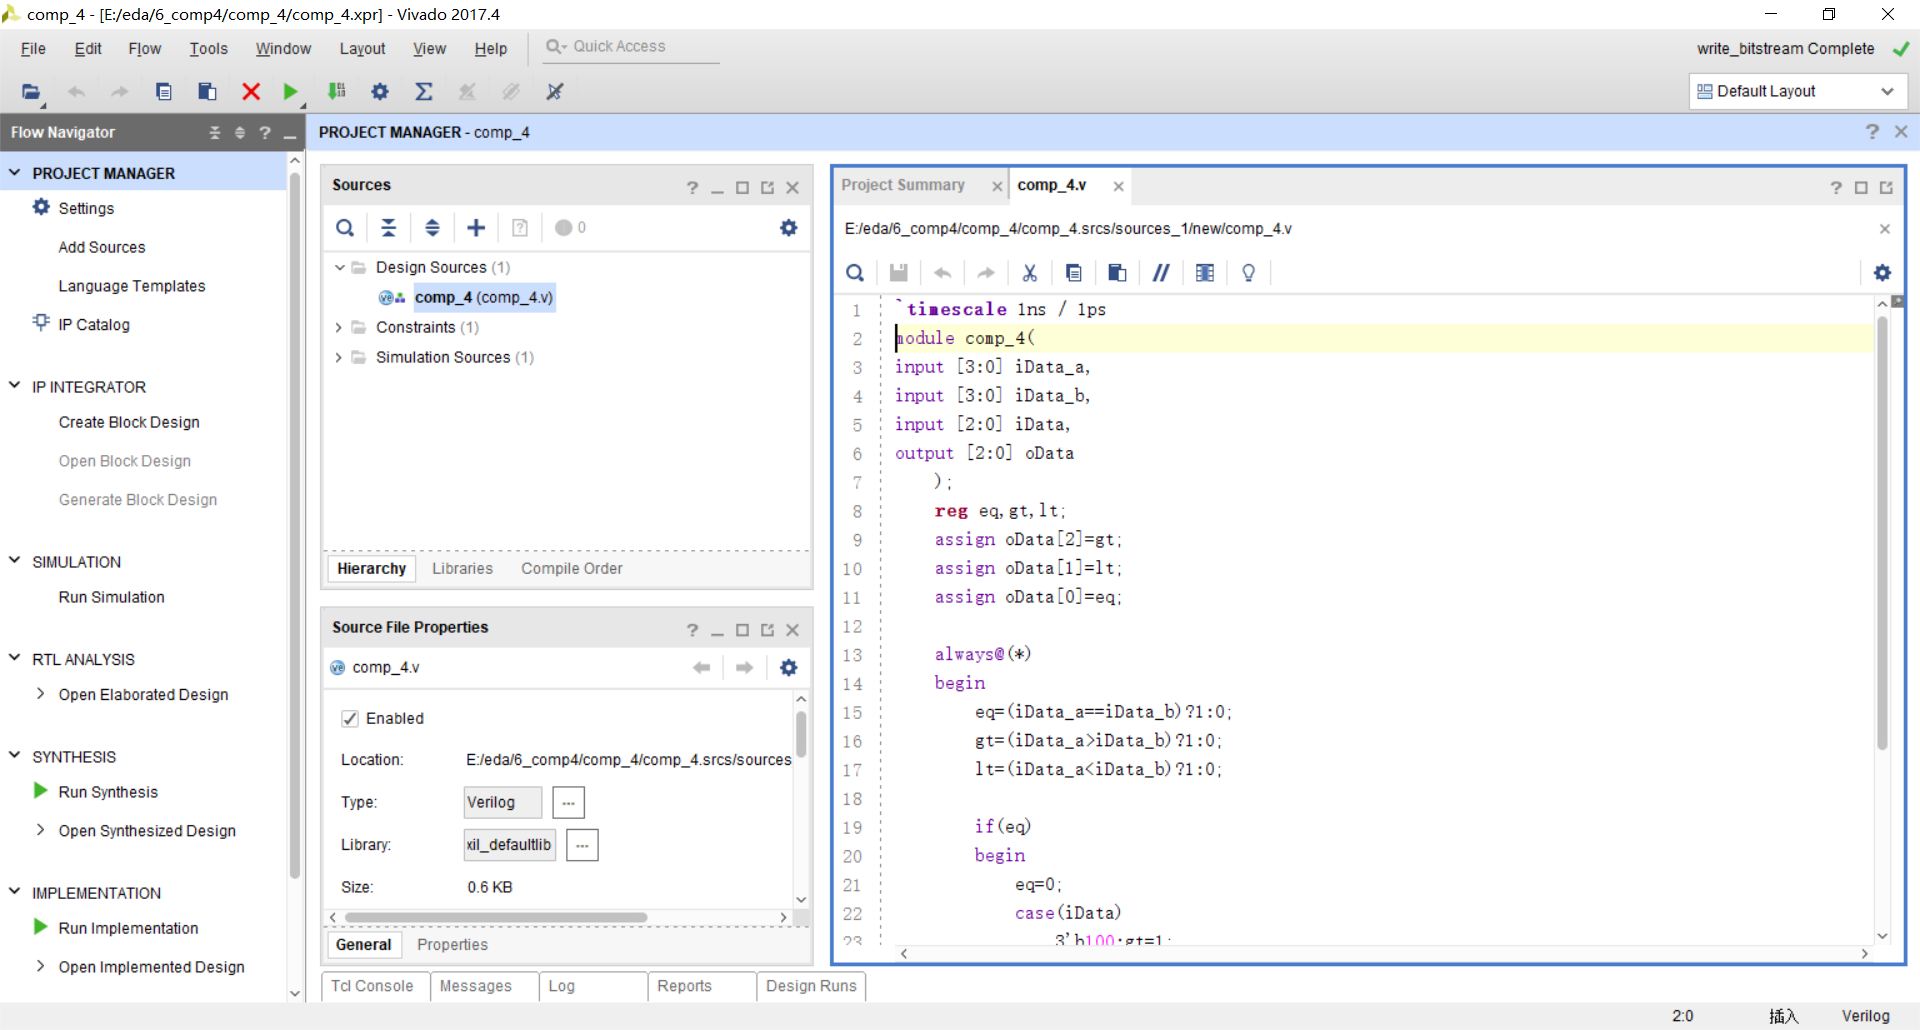 comp_4 - [E:/eda/6_comp4/comp_4/comp_4.xpr] - Vivado 2017.4
File Edit Flow Tools Window Layout View Help Quick Access
write_bitstream Complete
Default Layout
Flow Navigator
PROJECT MANAGER - comp_4
PROJECT MANAGER
Settings
Add Sources
Language Templates
IP Catalog
IP INTEGRATOR
Create Block Design
Open Block Design
Generate Block Design
SIMULATION
Run Simulation
RTL ANALYSIS
Open Elaborated Design
SYNTHESIS
Run Synthesis
Open Synthesized Design
IMPLEMENTATION
Run Implementation
Open Implemented Design
Sources
0
Design Sources (1)
comp_4 (comp_4.v)
Constraints (1)
Simulation Sources (1)
Hierarchy Libraries Compile Order
Source File Properties
comp_4.v
Enabled
Location: E:/eda/6_comp4/comp_4/comp_4.srcs/sources
Type: Verilog ...
Library: xil_defaultlib ...
Size: 0.6 KB
General Properties
Project Summary comp_4.v
E:/eda/6_comp4/comp_4/comp_4.srcs/sources_1/new/comp_4.v
1 `timescale 1ns / 1ps
2 module comp_4(
3 input [3:0] iData_a,
4 input [3:0] iData_b,
5 input [2:0] iData,
6 output [2:0] oData
7 );
8 reg eq,gt,lt;
9 assign oData[2]=gt;
10 assign oData[1]=lt;
11 assign oData[0]=eq;
12
13 always@(*)
14 begin
15 eq=(iData_a==iData_b)?1:0;
16 gt=(iData_a>iData_b)?1:0;
17 lt=(iData_a<iData_b)?1:0;
18
19 if(eq)
20 begin
21 eq=0;
22 case(iData)
23 3'b100:gt=1;
Tcl Console Messages Log Reports Design Runs
2:0 插入 Verilog